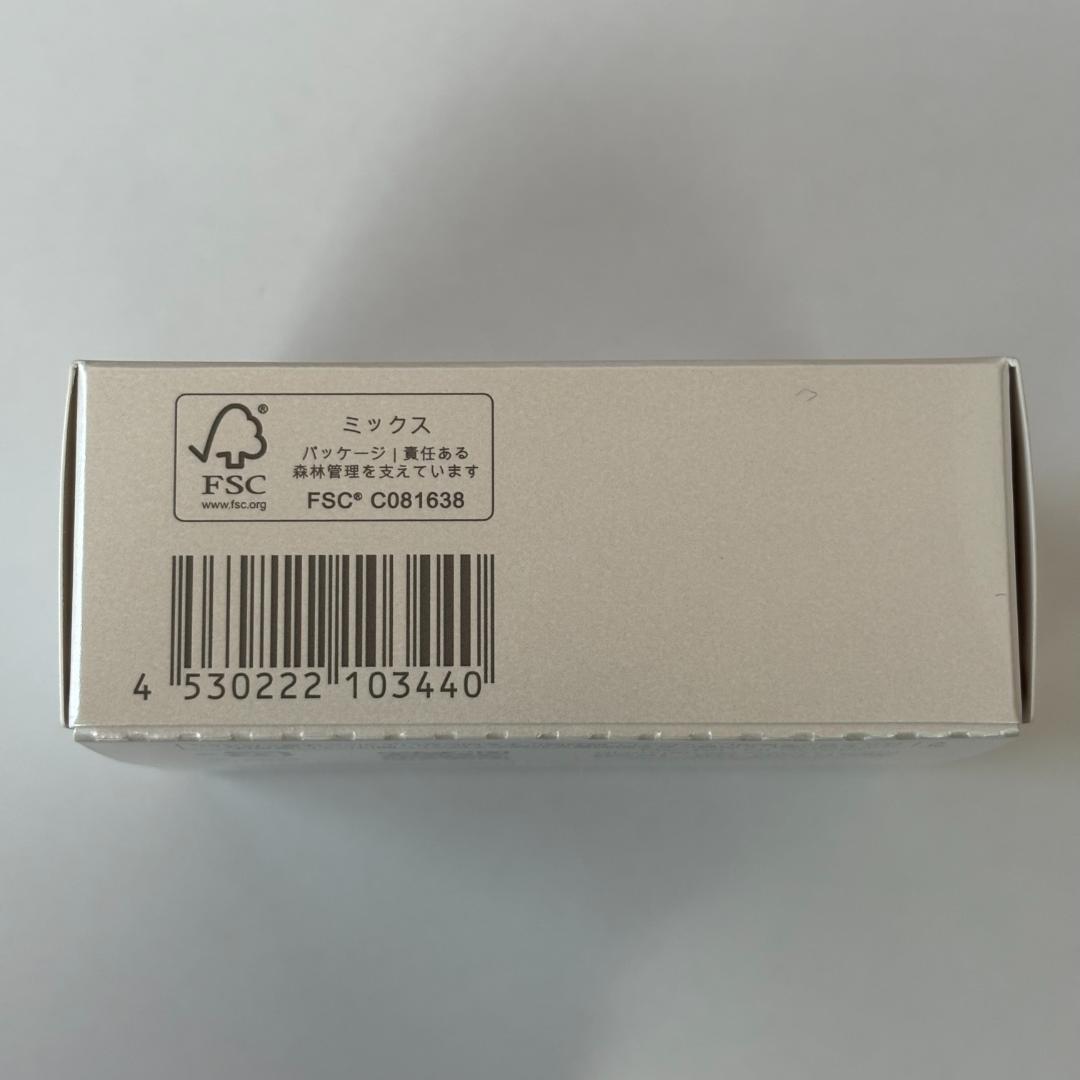 ミックス
パッケージ | 責任ある
森林管理を支えています
FSC® C081638
®
FSC
www.fsc.org
4 530222 103440